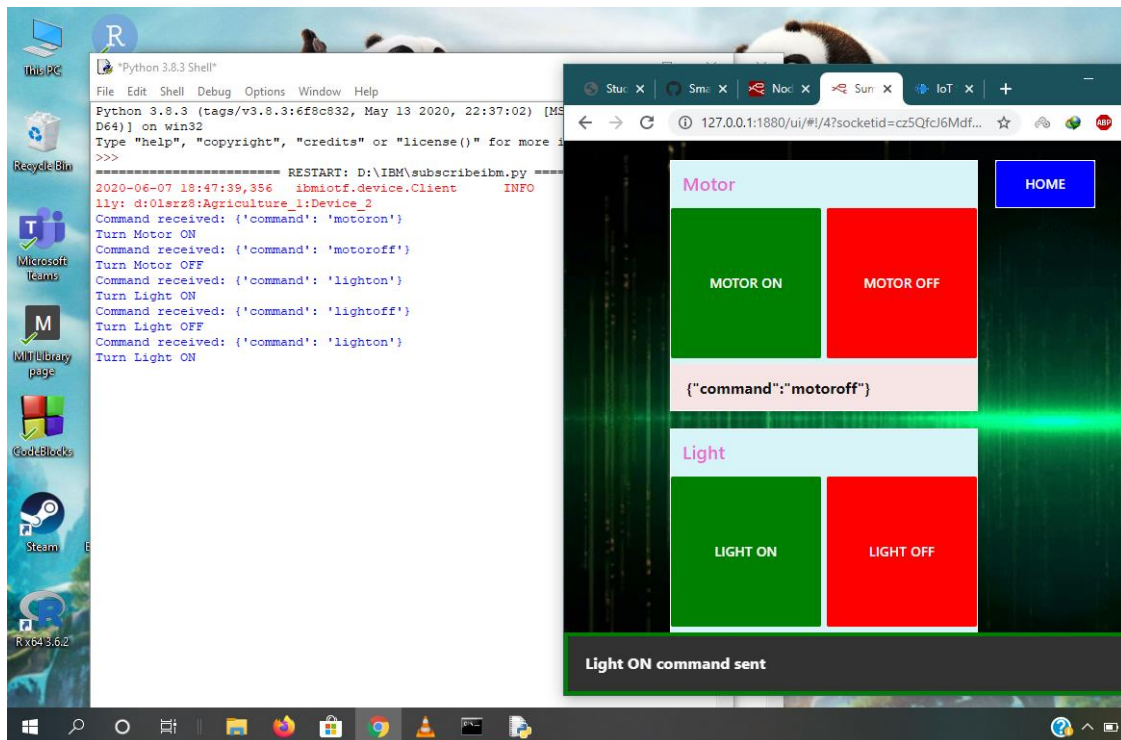 This PC
R
Recycle Bin
Microsoft
Teams
M
MIT Library
page
CodeBlocks
Steam
E
R
R x64 3.6.2
*Python 3.8.3 Shell*
File Edit Shell Debug Options Window Help
Python 3.8.3 (tags/v3.8.3:6f8c832, May 13 2020, 22:37:02) [MS
D64)] on win32
Type "help", "copyright", "credits" or "license()" for more i
>>>
========================= RESTART: D:\IBM\subscribeibm.py ====
2020-06-07 18:47:39,356 ibmiotf.device.Client INFO
lly: d:0lsrz8:Agriculture_1:Device_2
Command received: {'command': 'motoron'}
Turn Motor ON
Command received: {'command': 'motoroff'}
Turn Motor OFF
Command received: {'command': 'lighton'}
Turn Light ON
Command received: {'command': 'lightoff'}
Turn Light OFF
Command received: {'command': 'lighton'}
Turn Light ON
Stuc Sma Nod Sun IoT
127.0.0.1:1880/ui/#!/4?socketid=cz5QfcJ6Mdf...
ABP
Motor
HOME
MOTOR ON MOTOR OFF
{"command":"motoroff"}
Light
LIGHT ON LIGHT OFF
Light ON command sent